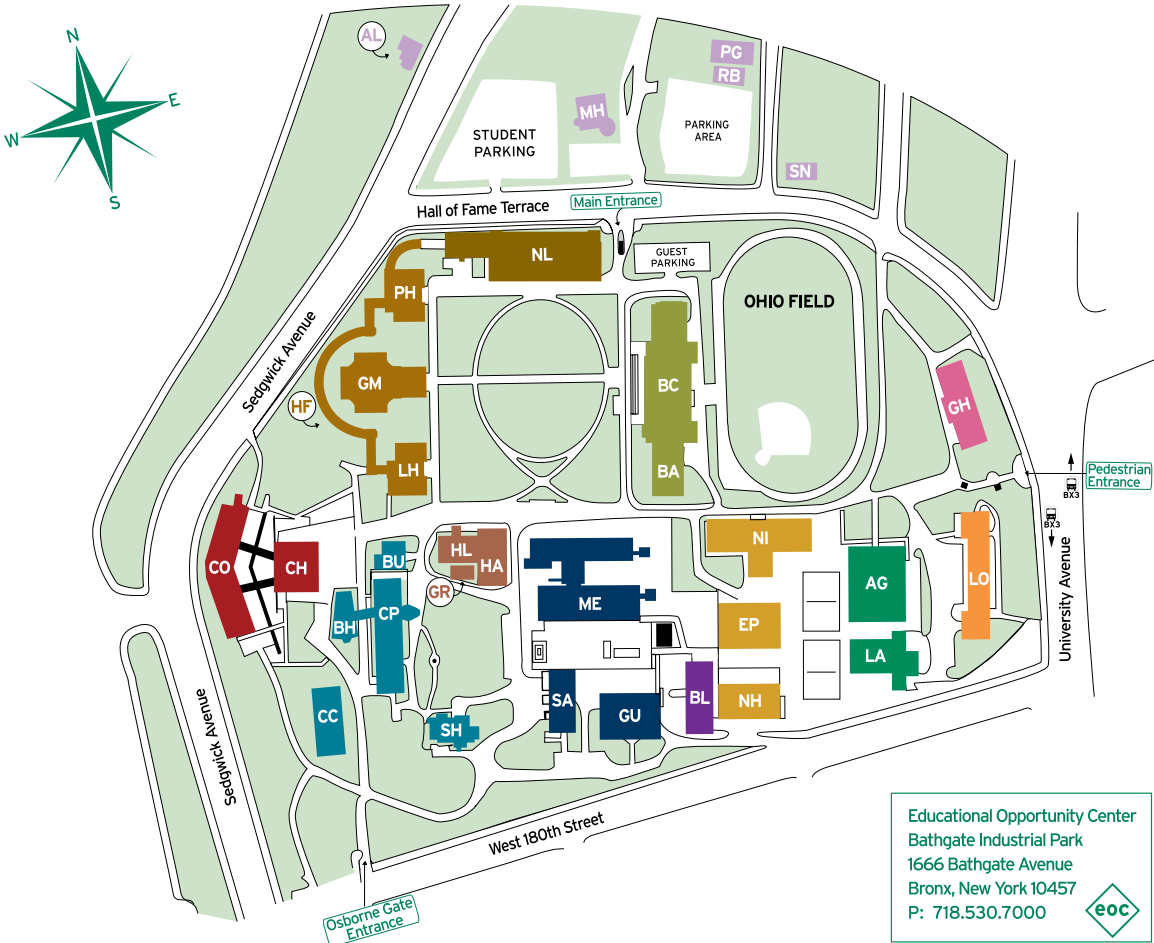 N
E
W
S
AL
PG
RB
MH
STUDENT
PARKING
PARKING
AREA
SN
Hall of Fame Terrace
Main Entrance
NL
GUEST
PARKING
PH
OHIO FIELD
Sedgwick Avenue
GM
BC
HF
GH
LH
BA
Pedestrian
Entrance
BX3
BX3
NI
HL
HA
BU
CO
CH
GR
ME
AG
LO
University Avenue
CP
BH
EP
LA
CC
SH
SA
GU
BL
NH
Sedgwick Avenue
West 180th Street
Osborne Gate
Entrance
Educational Opportunity Center
Bathgate Industrial Park
1666 Bathgate Avenue
Bronx, New York 10457
P: 718.530.7000
eoc